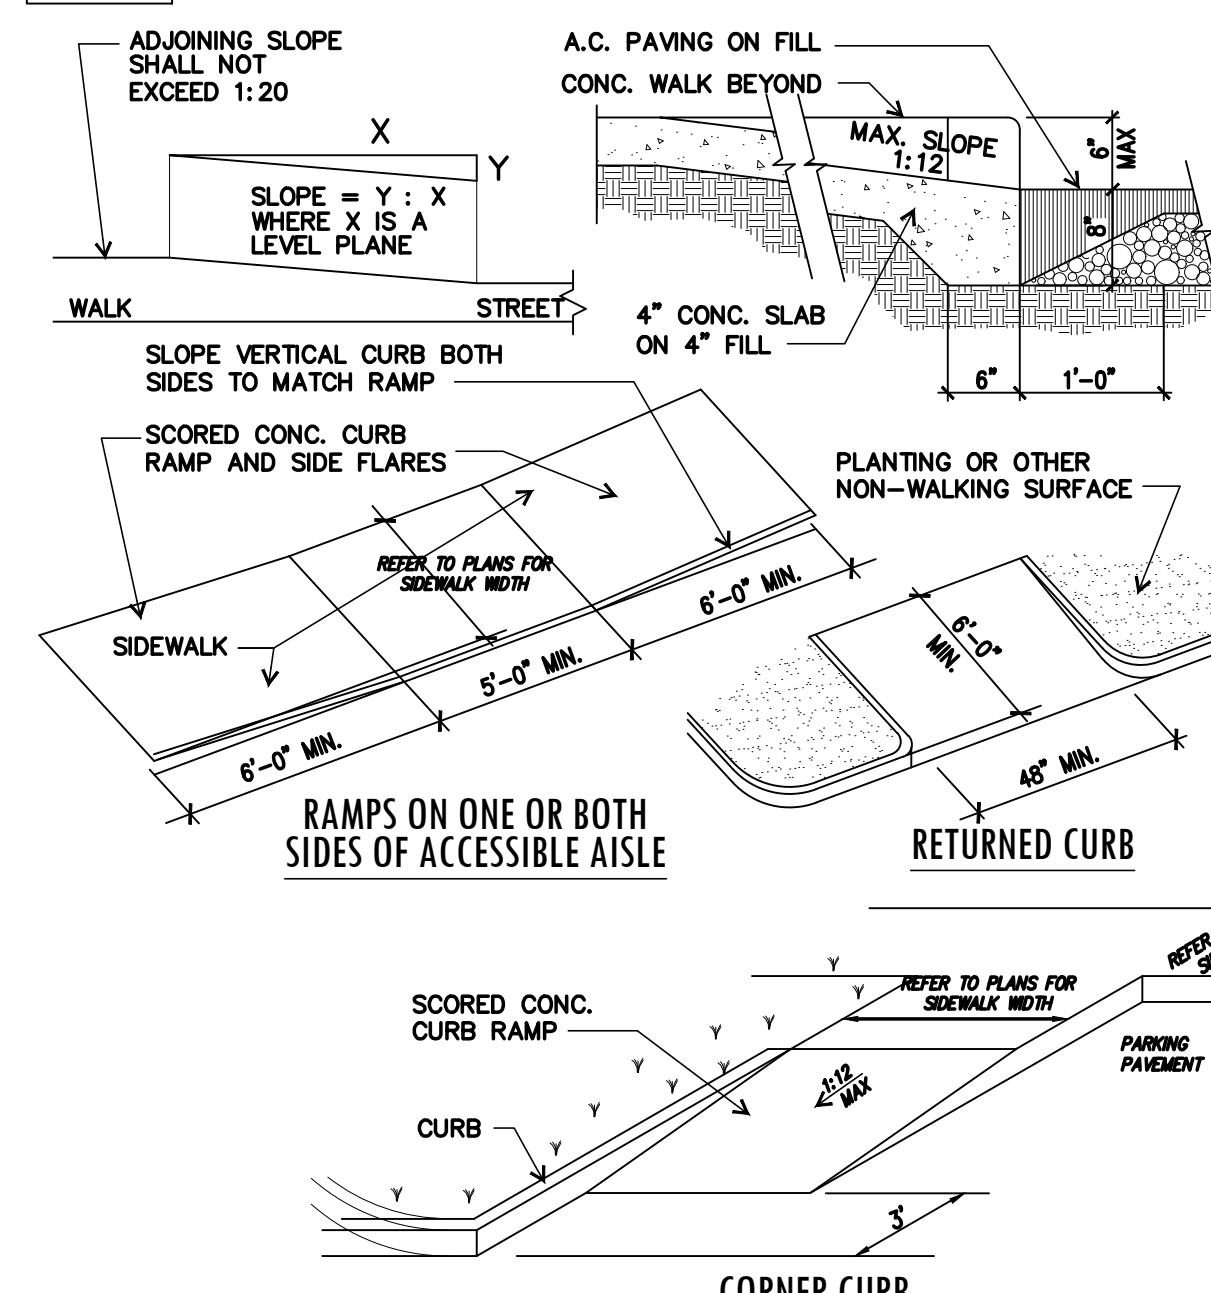 ADJOINING SLOPE
SHALL NOT
EXCEED 1:20
X
Y
SLOPE = Y : X
WHERE X IS A
LEVEL PLANE
WALK
STREET
A.C. PAVING ON FILL
CONC. WALK BEYOND
MAX. SLOPE
1:12
6"
MAX
8"
4" CONC. SLAB
ON 4" FILL
6"
1'-0"
SLOPE VERTICAL CURB BOTH
SIDES TO MATCH RAMP
SCORED CONC. CURB
RAMP AND SIDE FLARES
REFER TO PLANS FOR
SIDEWALK WIDTH
SIDEWALK
6'-0" MIN.
5'-0" MIN.
6'-0" MIN.
RAMPS ON ONE OR BOTH
SIDES OF ACCESSIBLE AISLE
PLANTING OR OTHER
NON-WALKING SURFACE
6'-0"
MIN.
48" MIN.
RETURNED CURB
REFER TO PLANS FOR
SIDEWALK WIDTH
REFER
PARKING
PAVEMENT
SCORED CONC.
CURB RAMP
1:12
MAX
CURB
3'
CORNER CURB